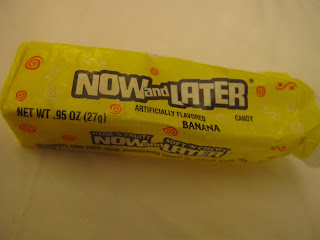 NOW and LATER®
ARTIFICIALLY FLAVORED CANDY
NET WT .95 OZ (27g) BANANA
NOW and LATER